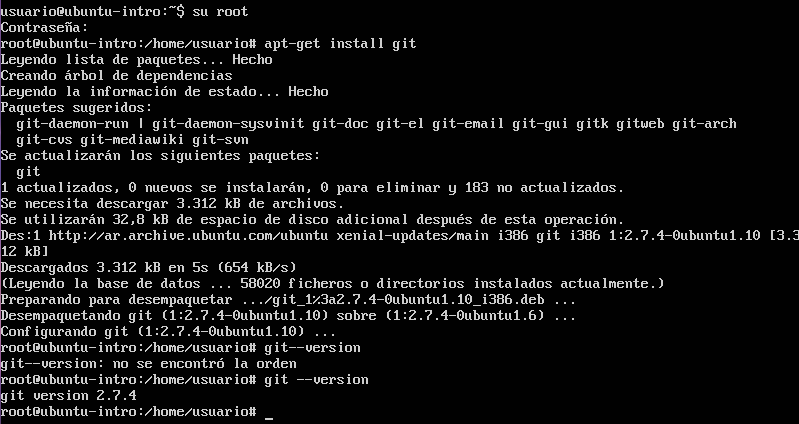 usuario@ubuntu-intro:~$ su root
Contraseña:
root@ubuntu-intro:/home/usuario# apt-get install git
Leyendo lista de paquetes... Hecho
Creando árbol de dependencias
Leyendo la información de estado... Hecho
Paquetes sugeridos:
  git-daemon-run | git-daemon-sysvinit git-doc git-el git-email git-gui gitk gitweb git-arch
  git-cvs git-mediawiki git-svn
Se actualizarán los siguientes paquetes:
  git
1 actualizados, 0 nuevos se instalarán, 0 para eliminar y 183 no actualizados.
Se necesita descargar 3.312 kB de archivos.
Se utilizarán 32,8 kB de espacio de disco adicional después de esta operación.
Des:1 http://ar.archive.ubuntu.com/ubuntu xenial-updates/main i386 git i386 1:2.7.4-0ubuntu1.10 [3.3
12 kB]
Descargados 3.312 kB en 5s (654 kB/s)
(Leyendo la base de datos ... 58020 ficheros o directorios instalados actualmente.)
Preparando para desempaquetar .../git_1%3a2.7.4-0ubuntu1.10_i386.deb ...
Desempaquetando git (1:2.7.4-0ubuntu1.10) sobre (1:2.7.4-0ubuntu1.6) ...
Configurando git (1:2.7.4-0ubuntu1.10) ...
root@ubuntu-intro:/home/usuario# git--version
git--version: no se encontró la orden
root@ubuntu-intro:/home/usuario# git --version
git version 2.7.4
root@ubuntu-intro:/home/usuario# _